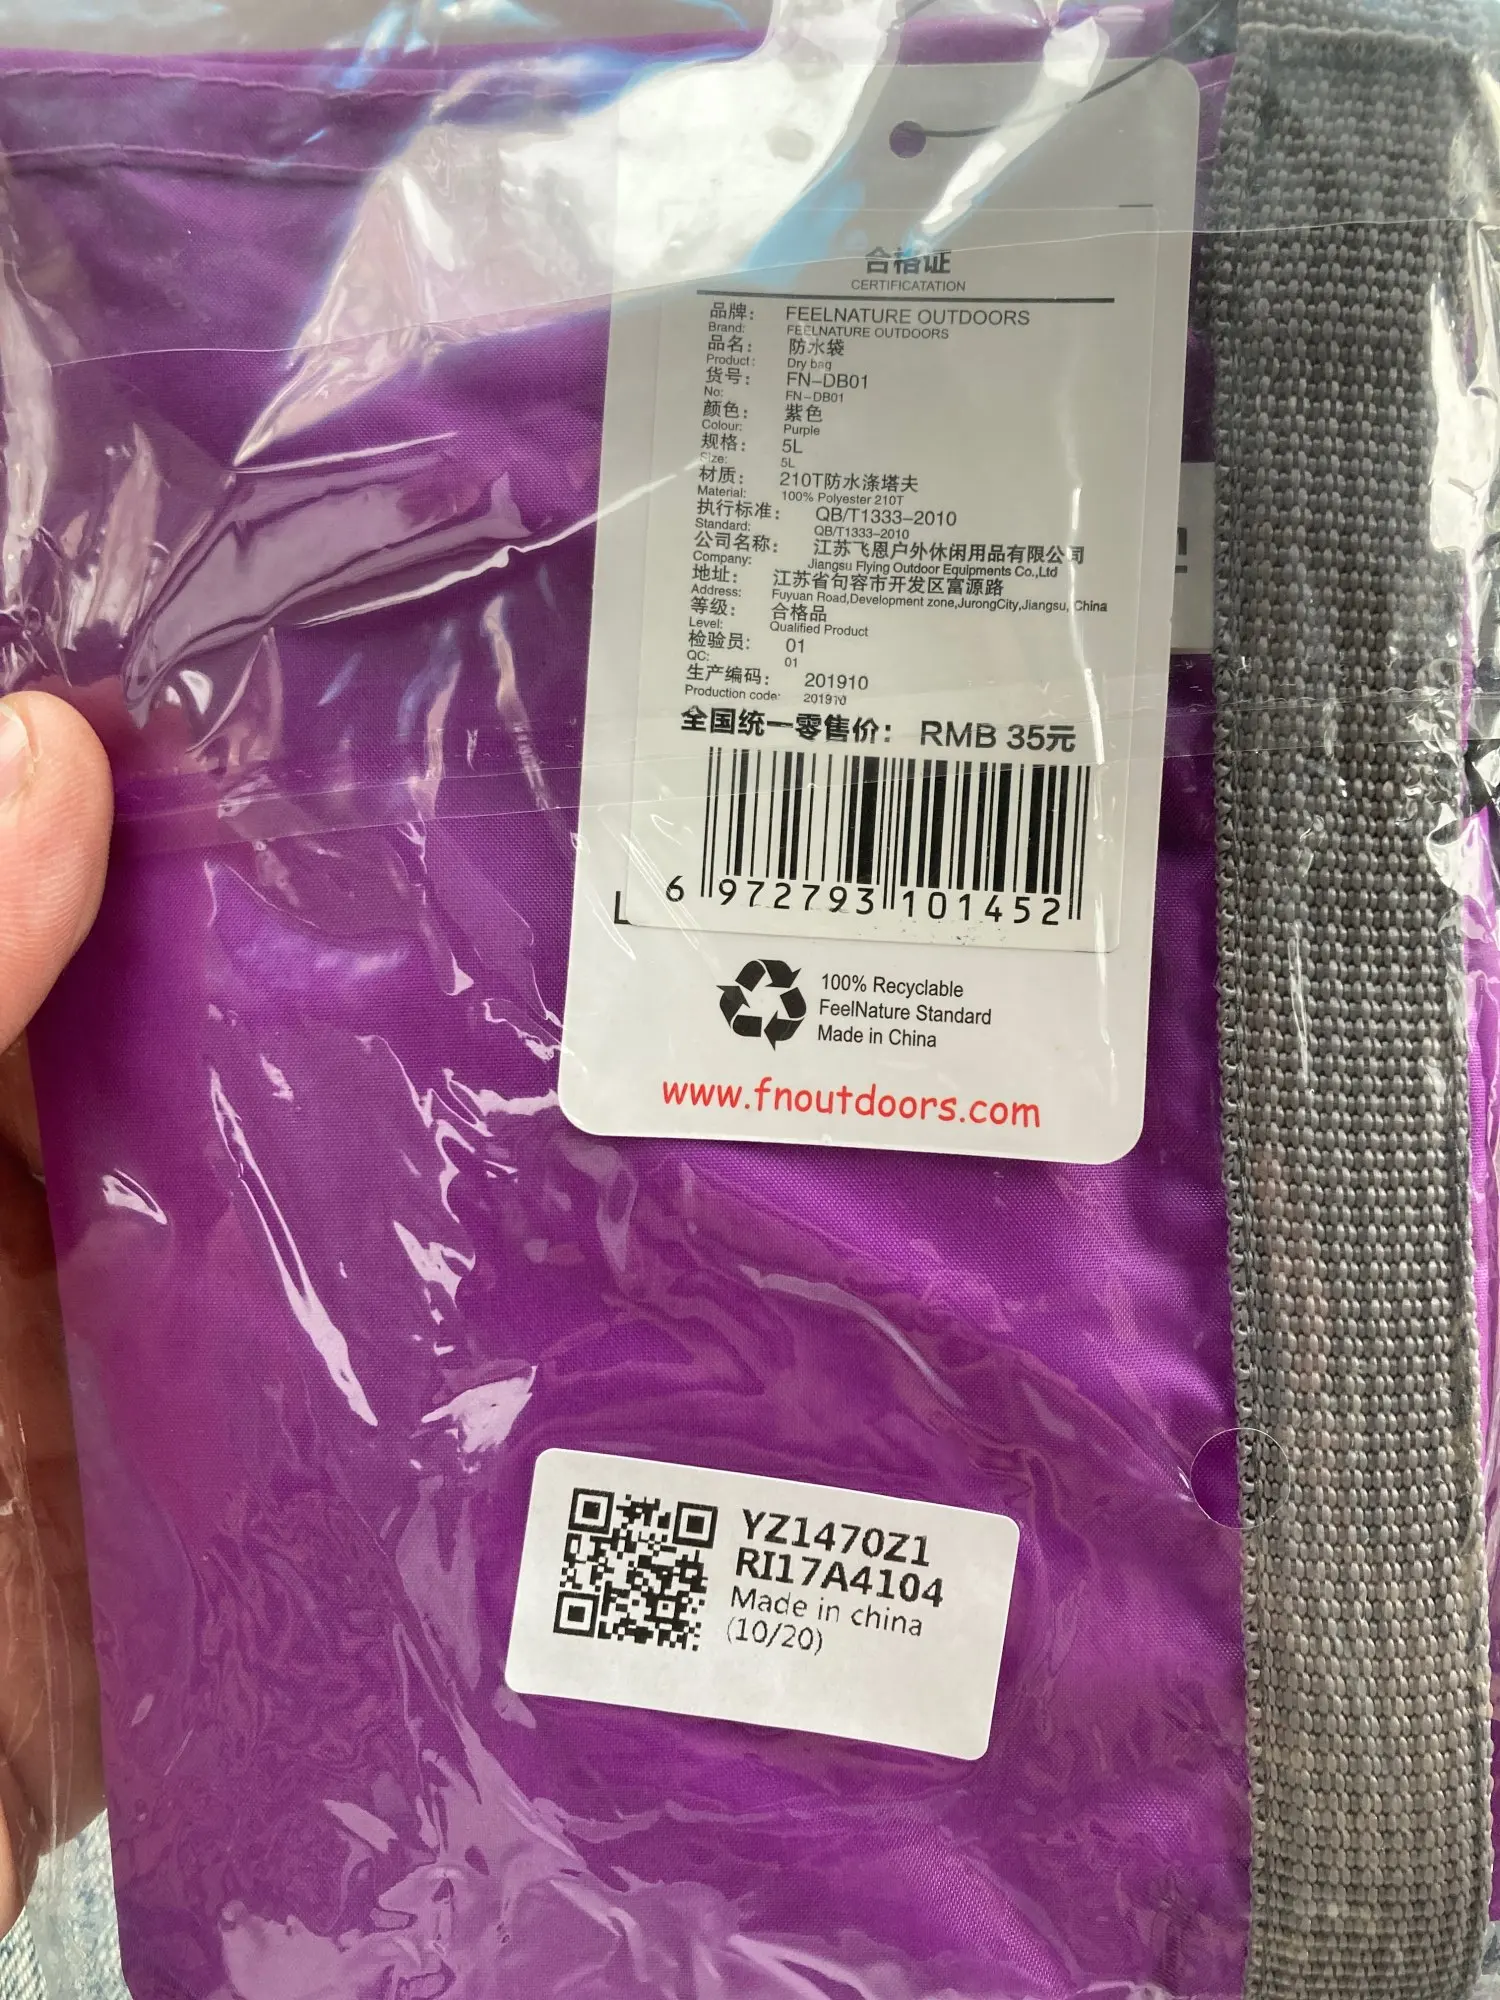 合格证
CERTIFICATATION
品牌： FEELNATURE OUTDOORS
Brand: FEELNATURE OUTDOORS
品名： 防水袋
Product: Dry bag
货号： FN-DB01
No: FN-DB01
颜色： 紫色
Colour: Purple
规格： 5L
Size: 5L
材质： 210T防水涤塔夫
Material: 100% Polyester 210T
执行标准： QB/T1333-2010
Standard: QB/T1333-2010
公司名称： 江苏飞恩户外休闲用品有限公司
Company: Jiangsu Flying Outdoor Equipments Co.,Ltd
地址： 江苏省句容市开发区富源路
Address: Fuyuan Road,Development zone,JurongCity,Jiangsu, China
等级： 合格品
Level: Qualified Product
检验员： 01
QC: 01
生产编码： 201910
Production code: 201910
全国统一零售价： RMB 35元
6 972793 101452
100% Recyclable
FeelNature Standard
Made in China
www.fnoutdoors.com
YZ1470Z1
RI17A4104
Made in china
(10/20)